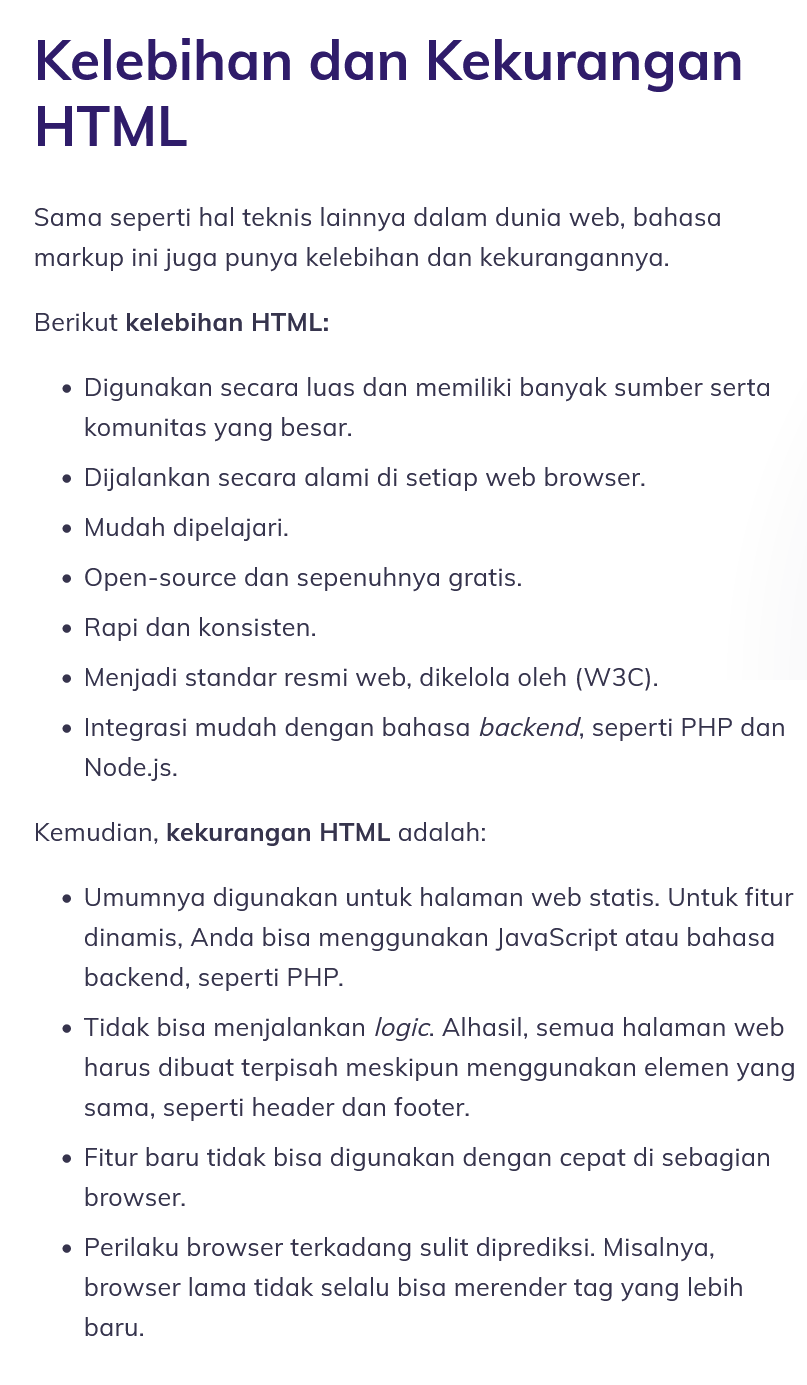 Kelebihan dan Kekurangan
HTML
Sama seperti hal teknis lainnya dalam dunia web, bahasa
markup ini juga punya kelebihan dan kekurangannya.
Berikut kelebihan HTML:
• Digunakan secara luas dan memiliki banyak sumber serta
komunitas yang besar.
• Dijalankan secara alami di setiap web browser.
• Mudah dipelajari.
• Open-source dan sepenuhnya gratis.
• Rapi dan konsisten.
• Menjadi standar resmi web, dikelola oleh (W3C).
• Integrasi mudah dengan bahasa backend, seperti PHP dan
Node.js.
Kemudian, kekurangan HTML adalah:
• Umumnya digunakan untuk halaman web statis. Untuk fitur
dinamis, Anda bisa menggunakan JavaScript atau bahasa
backend, seperti PHP.
• Tidak bisa menjalankan logic. Alhasil, semua halaman web
harus dibuat terpisah meskipun menggunakan elemen yang
sama, seperti header dan footer.
• Fitur baru tidak bisa digunakan dengan cepat di sebagian
browser.
• Perilaku browser terkadang sulit diprediksi. Misalnya,
browser lama tidak selalu bisa merender tag yang lebih
baru.